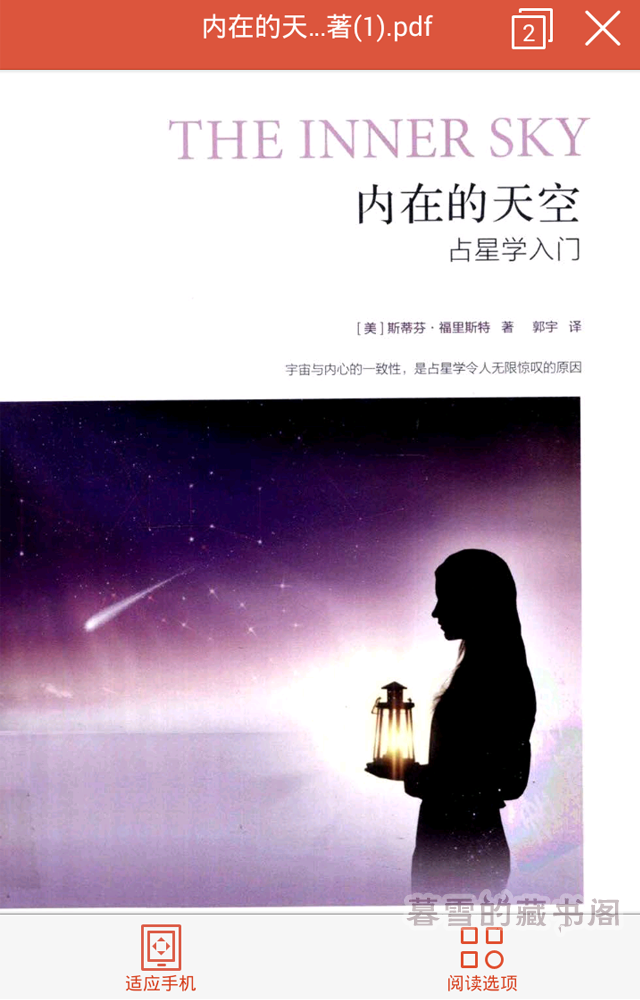 内在的天...著(1).pdf
2
THE INNER SKY
内在的天空
占星学入门
[美]斯蒂芬·福里斯特 著 郭宇 译
宇宙与内心的一致性，是占星学令人无限惊叹的原因
暮雪的藏书阁
适应手机
阅读选项